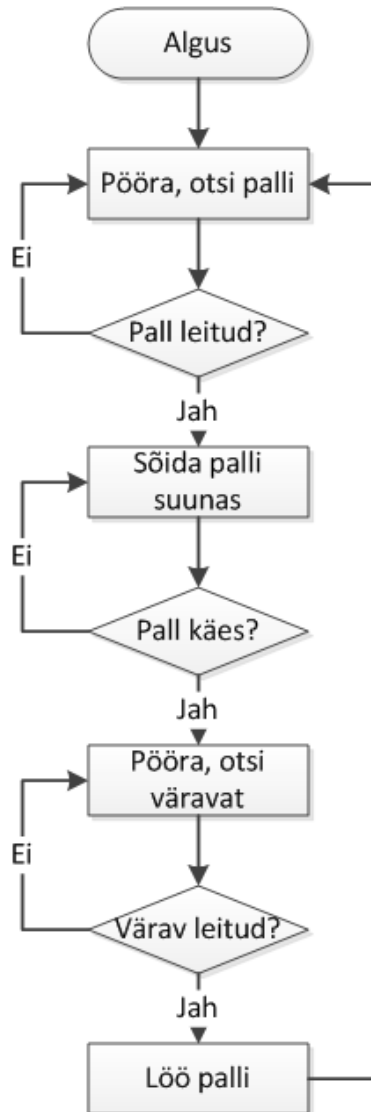 Algus
Pööra, otsi palli
Ei
Pall leitud?
Jah
Sõida palli
suunas
Ei
Pall käes?
Jah
Pööra, otsi
väravat
Ei
Värav leitud?
Jah
Löö palli